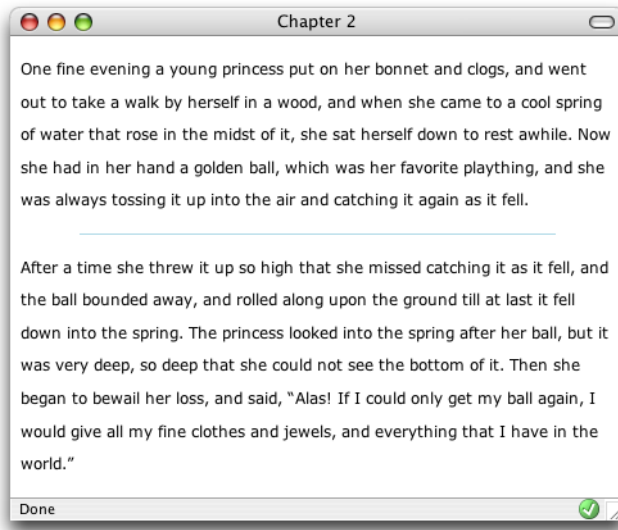 Chapter 2
One fine evening a young princess put on her bonnet and clogs, and went
out to take a walk by herself in a wood, and when she came to a cool spring
of water that rose in the midst of it, she sat herself down to rest awhile. Now
she had in her hand a golden ball, which was her favorite plaything, and she
was always tossing it up into the air and catching it again as it fell.
After a time she threw it up so high that she missed catching it as it fell, and
the ball bounded away, and rolled along upon the ground till at last it fell
down into the spring. The princess looked into the spring after her ball, but it
was very deep, so deep that she could not see the bottom of it. Then she
began to bewail her loss, and said, “Alas! If I could only get my ball again, I
would give all my fine clothes and jewels, and everything that I have in the
world.”
Done